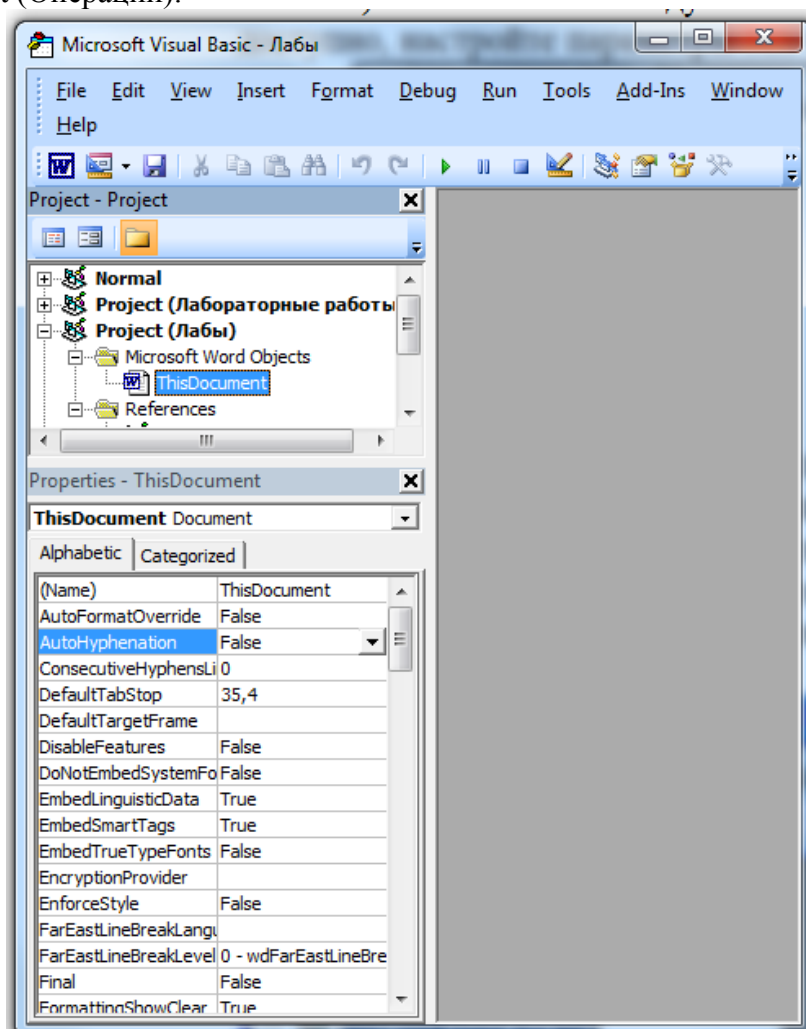 (Операции).
Microsoft Visual Basic - Лабы
File Edit View Insert Format Debug Run Tools Add-Ins Window
Help
Project - Project
Normal
Project (Лабораторные работы
Project (Лабы)
Microsoft Word Objects
ThisDocument
References
Properties - ThisDocument
ThisDocument Document
Alphabetic Categorized
(Name) ThisDocument
AutoFormatOverride False
AutoHyphenation False
ConsecutiveHyphensLi 0
DefaultTabStop 35,4
DefaultTargetFrame
DisableFeatures False
DoNotEmbedSystemFo False
EmbedLinguisticData True
EmbedSmartTags True
EmbedTrueTypeFonts False
EncryptionProvider
EnforceStyle False
FarEastLineBreakLangu
FarEastLineBreakLevel 0 - wdFarEastLineBre
Final False
FormattingShowClear True